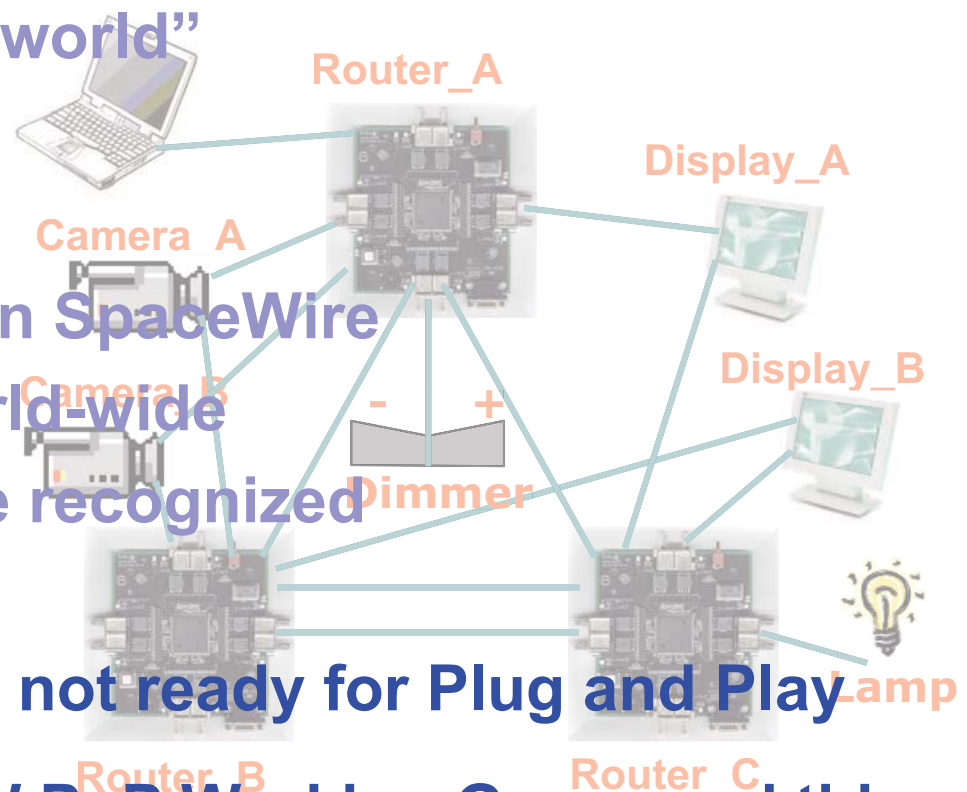 world”
Router_A
Display_A
Camera_A
n SpaceWire
Display_B
Camera_B
rld-wide
- +
e recognized
Dimmer
not ready for Plug and Play
Lamp
Router_B
Router_C